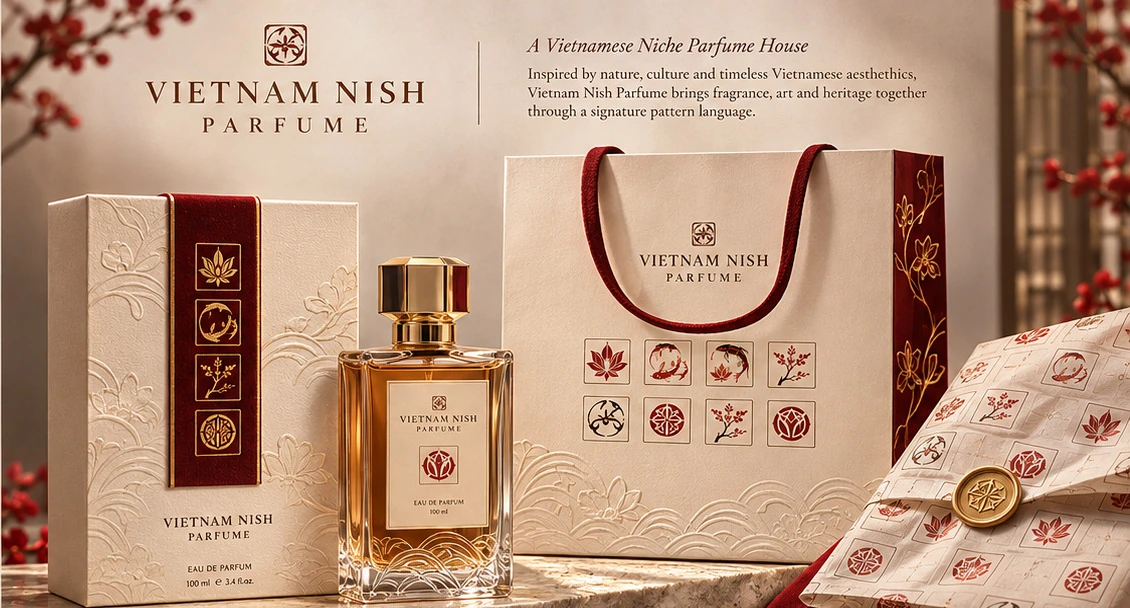 VIETNAM NISH
PARFUME
A Vietnamese Niche Parfume House
Inspired by nature, culture and timeless Vietnamese aesthethics,
Vietnam Nish Parfume brings fragrance, art and heritage together
through a signature pattern language.
VIETNAM NISH
PARFUME
VIETNAM NISH
PARFUME
EAU DE PARFUM
100 ml
VIETNAM NISH
PARFUME
EAU DE PARFUM
100 ml ℮ 3.4 fl.oz.